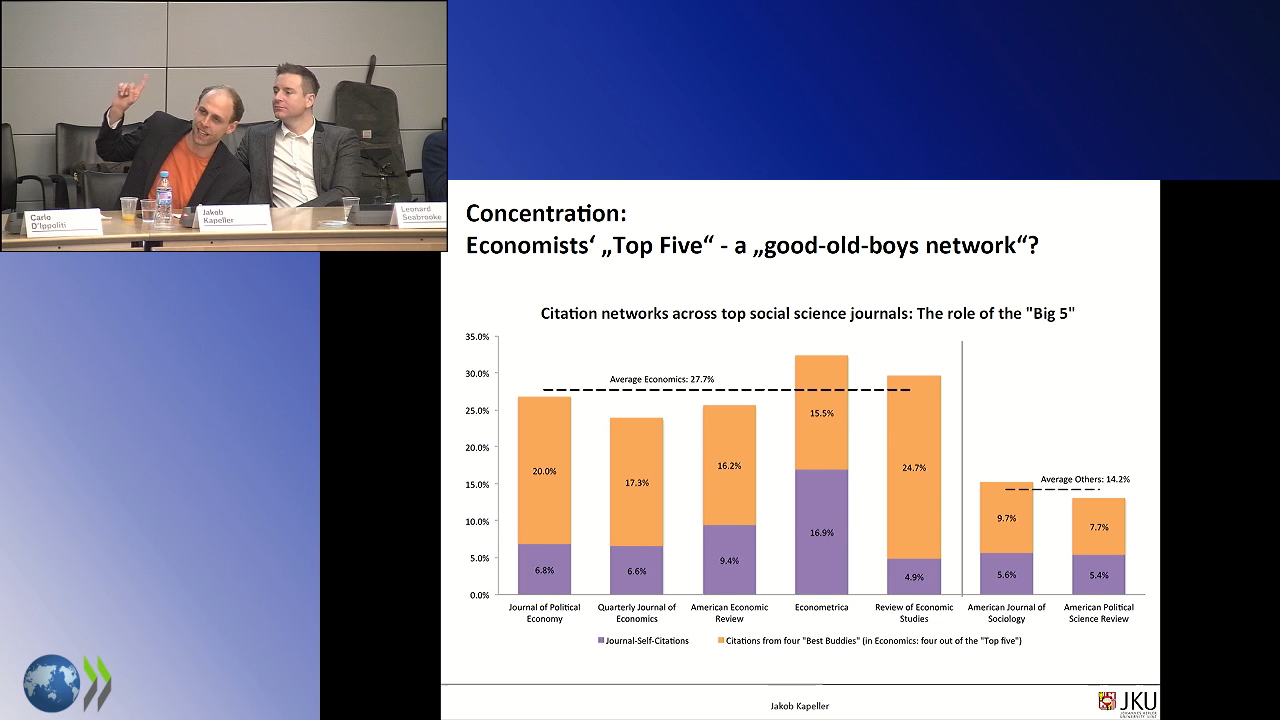 Carlo
D'Ippoliti
Jakob
Kapeller
Leonard
Seabrooke
Concentration:
Economists‘ „Top Five“ - a „good-old-boys network“?
Citation networks across top social science journals: The role of the "Big 5"
35.0%
30.0%
25.0%
20.0%
15.0%
10.0%
5.0%
0.0%
Average Economics: 27.7%
Average Others: 14.2%
20.0%
6.8%
17.3%
6.6%
16.2%
9.4%
15.5%
16.9%
24.7%
4.9%
9.7%
5.6%
7.7%
5.4%
Journal of Political
Economy
Quarterly Journal of
Economics
American Economic
Review
Econometrica
Review of Economic
Studies
American Journal of
Sociology
American Political
Science Review
Journal-Self-Citations
Citations from four "Best Buddies" (in Economics: four out of the "Top five")
Jakob Kapeller
JKU
JOHANNES KEPLER
UNIVERSITY LINZ